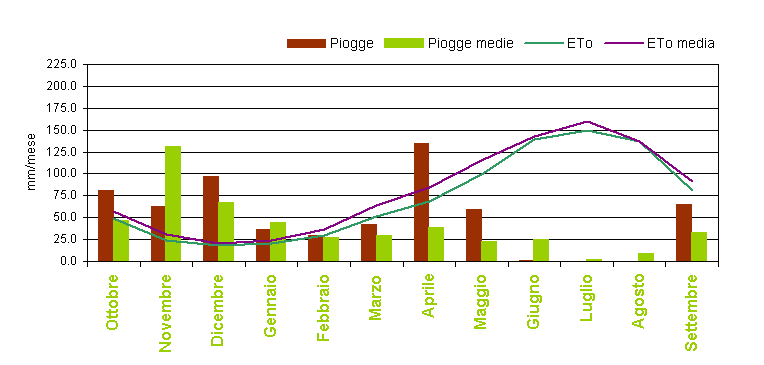 Piogge Piogge medie ETo ETo media
225.0
200.0
175.0
150.0
125.0
100.0
75.0
50.0
25.0
0.0
mm/mese
Ottobre
Novembre
Dicembre
Gennaio
Febbraio
Marzo
Aprile
Maggio
Giugno
Luglio
Agosto
Settembre